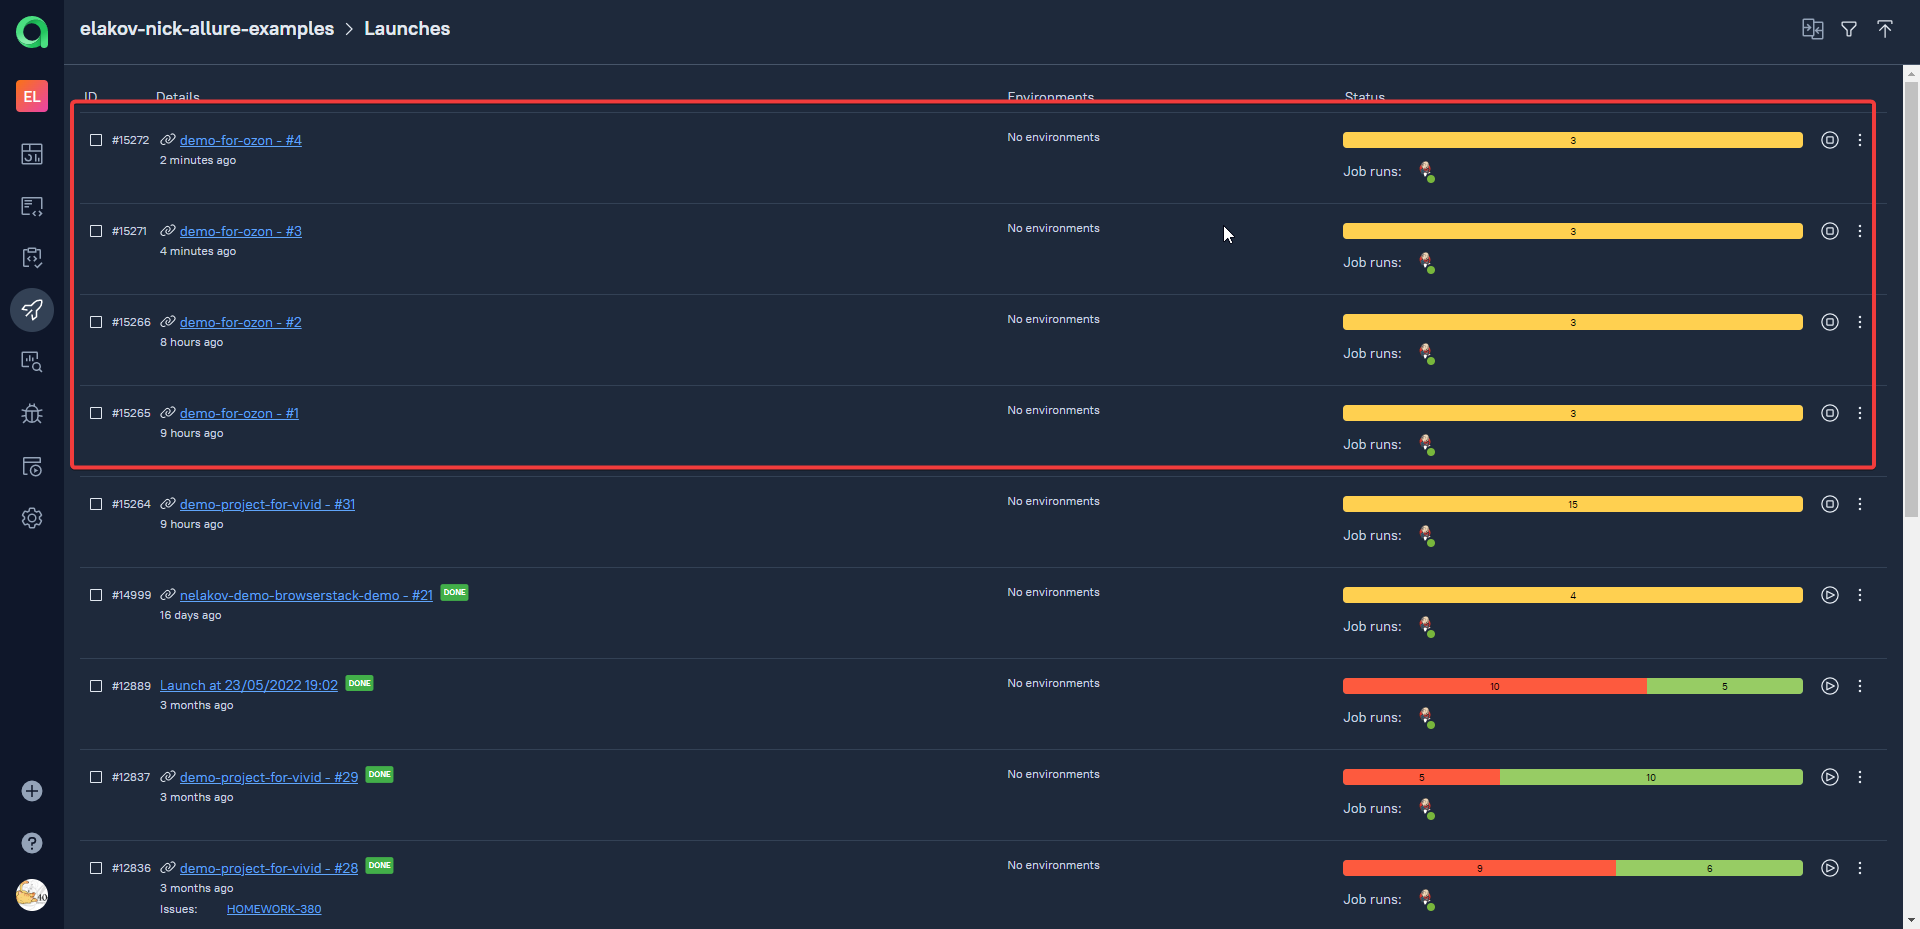 elakov-nick-allure-examples > Launches
EL
ID Details Environments Status
#15272 demo-for-ozon - #4 No environments 3
2 minutes ago Job runs:
#15271 demo-for-ozon - #3 No environments 3
4 minutes ago Job runs:
#15266 demo-for-ozon - #2 No environments 3
8 hours ago Job runs:
#15265 demo-for-ozon - #1 No environments 3
9 hours ago Job runs:
#15264 demo-project-for-vivid - #31 No environments 15
9 hours ago Job runs:
#14999 nelakov-demo-browserstack-demo - #21 DONE No environments 4
16 days ago Job runs:
#12889 Launch at 23/05/2022 19:02 DONE No environments 10 5
3 months ago Job runs:
#12837 demo-project-for-vivid - #29 DONE No environments 5 10
3 months ago Job runs:
#12836 demo-project-for-vivid - #28 DONE No environments 9 6
3 months ago Job runs:
Issues: HOMEWORK-380